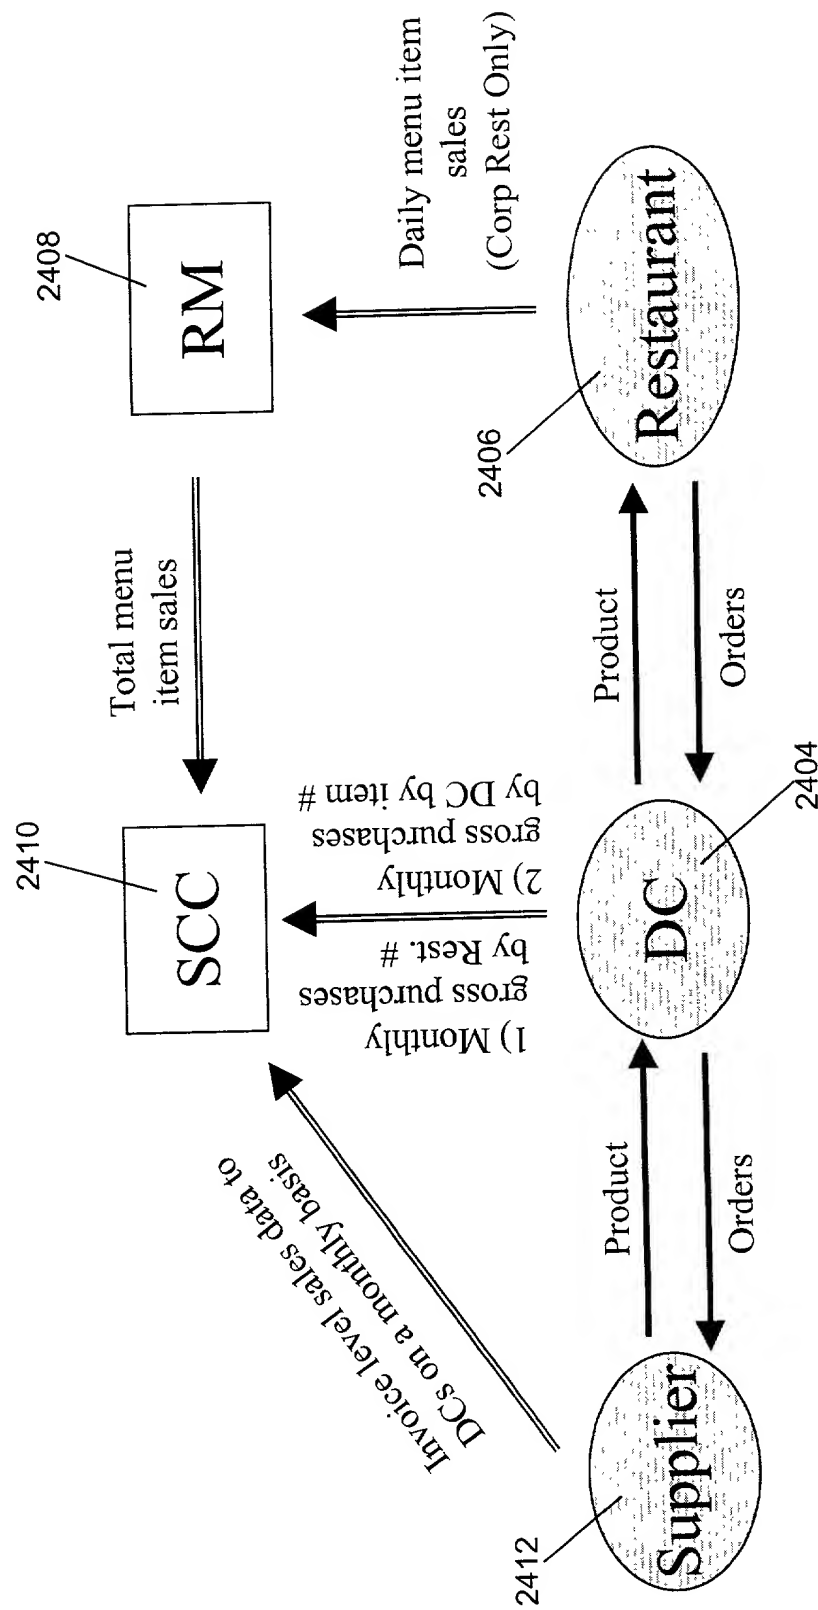 2410
SCC
Total menu
item sales
2408
RM
Invoice level sales data to
DCs on a monthly basis
1) Monthly
gross purchases
by Rest. #
2) Monthly
gross purchases
by DC by item #
Daily menu item
sales
(Corp Rest Only)
2412
Supplier
Product
Orders
DC
2404
Product
Orders
2406
Restaurant